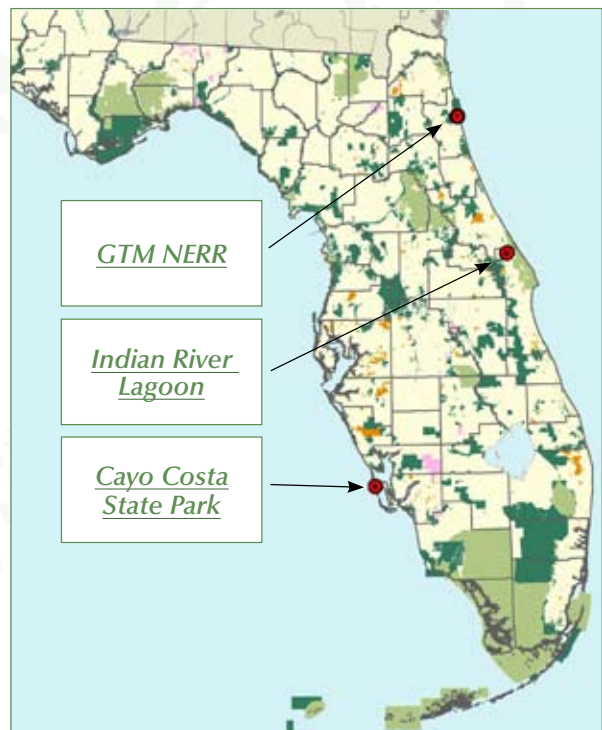 GTM NERR
Indian River
Lagoon
Cayo Costa
State Park